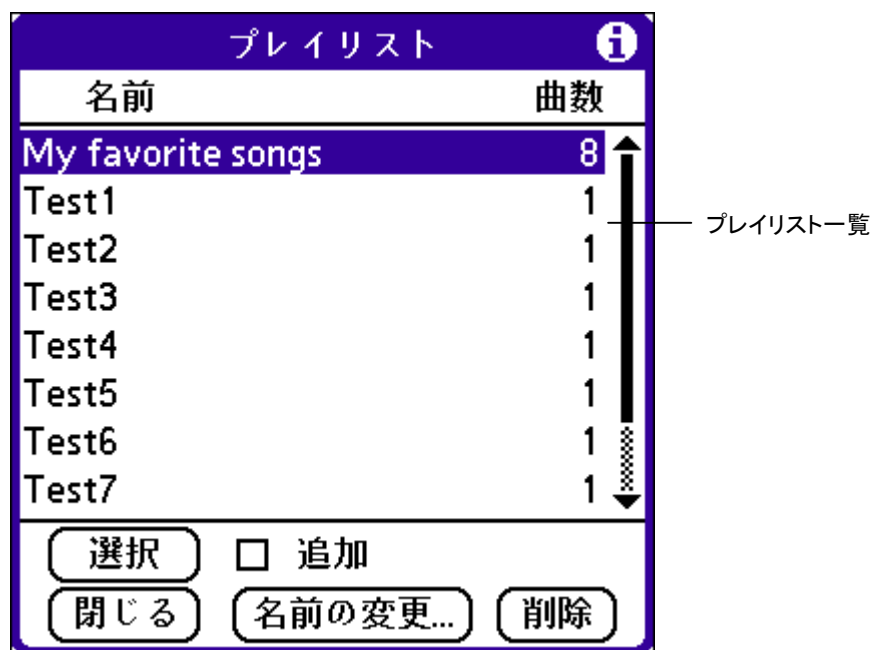 プレイリスト
名前 曲数
My favorite songs 8
Test1 1
プレイリスト一覧
Test2 1
Test3 1
Test4 1
Test5 1
Test6 1
Test7 1
選択 追加
閉じる 名前の変更... 削除